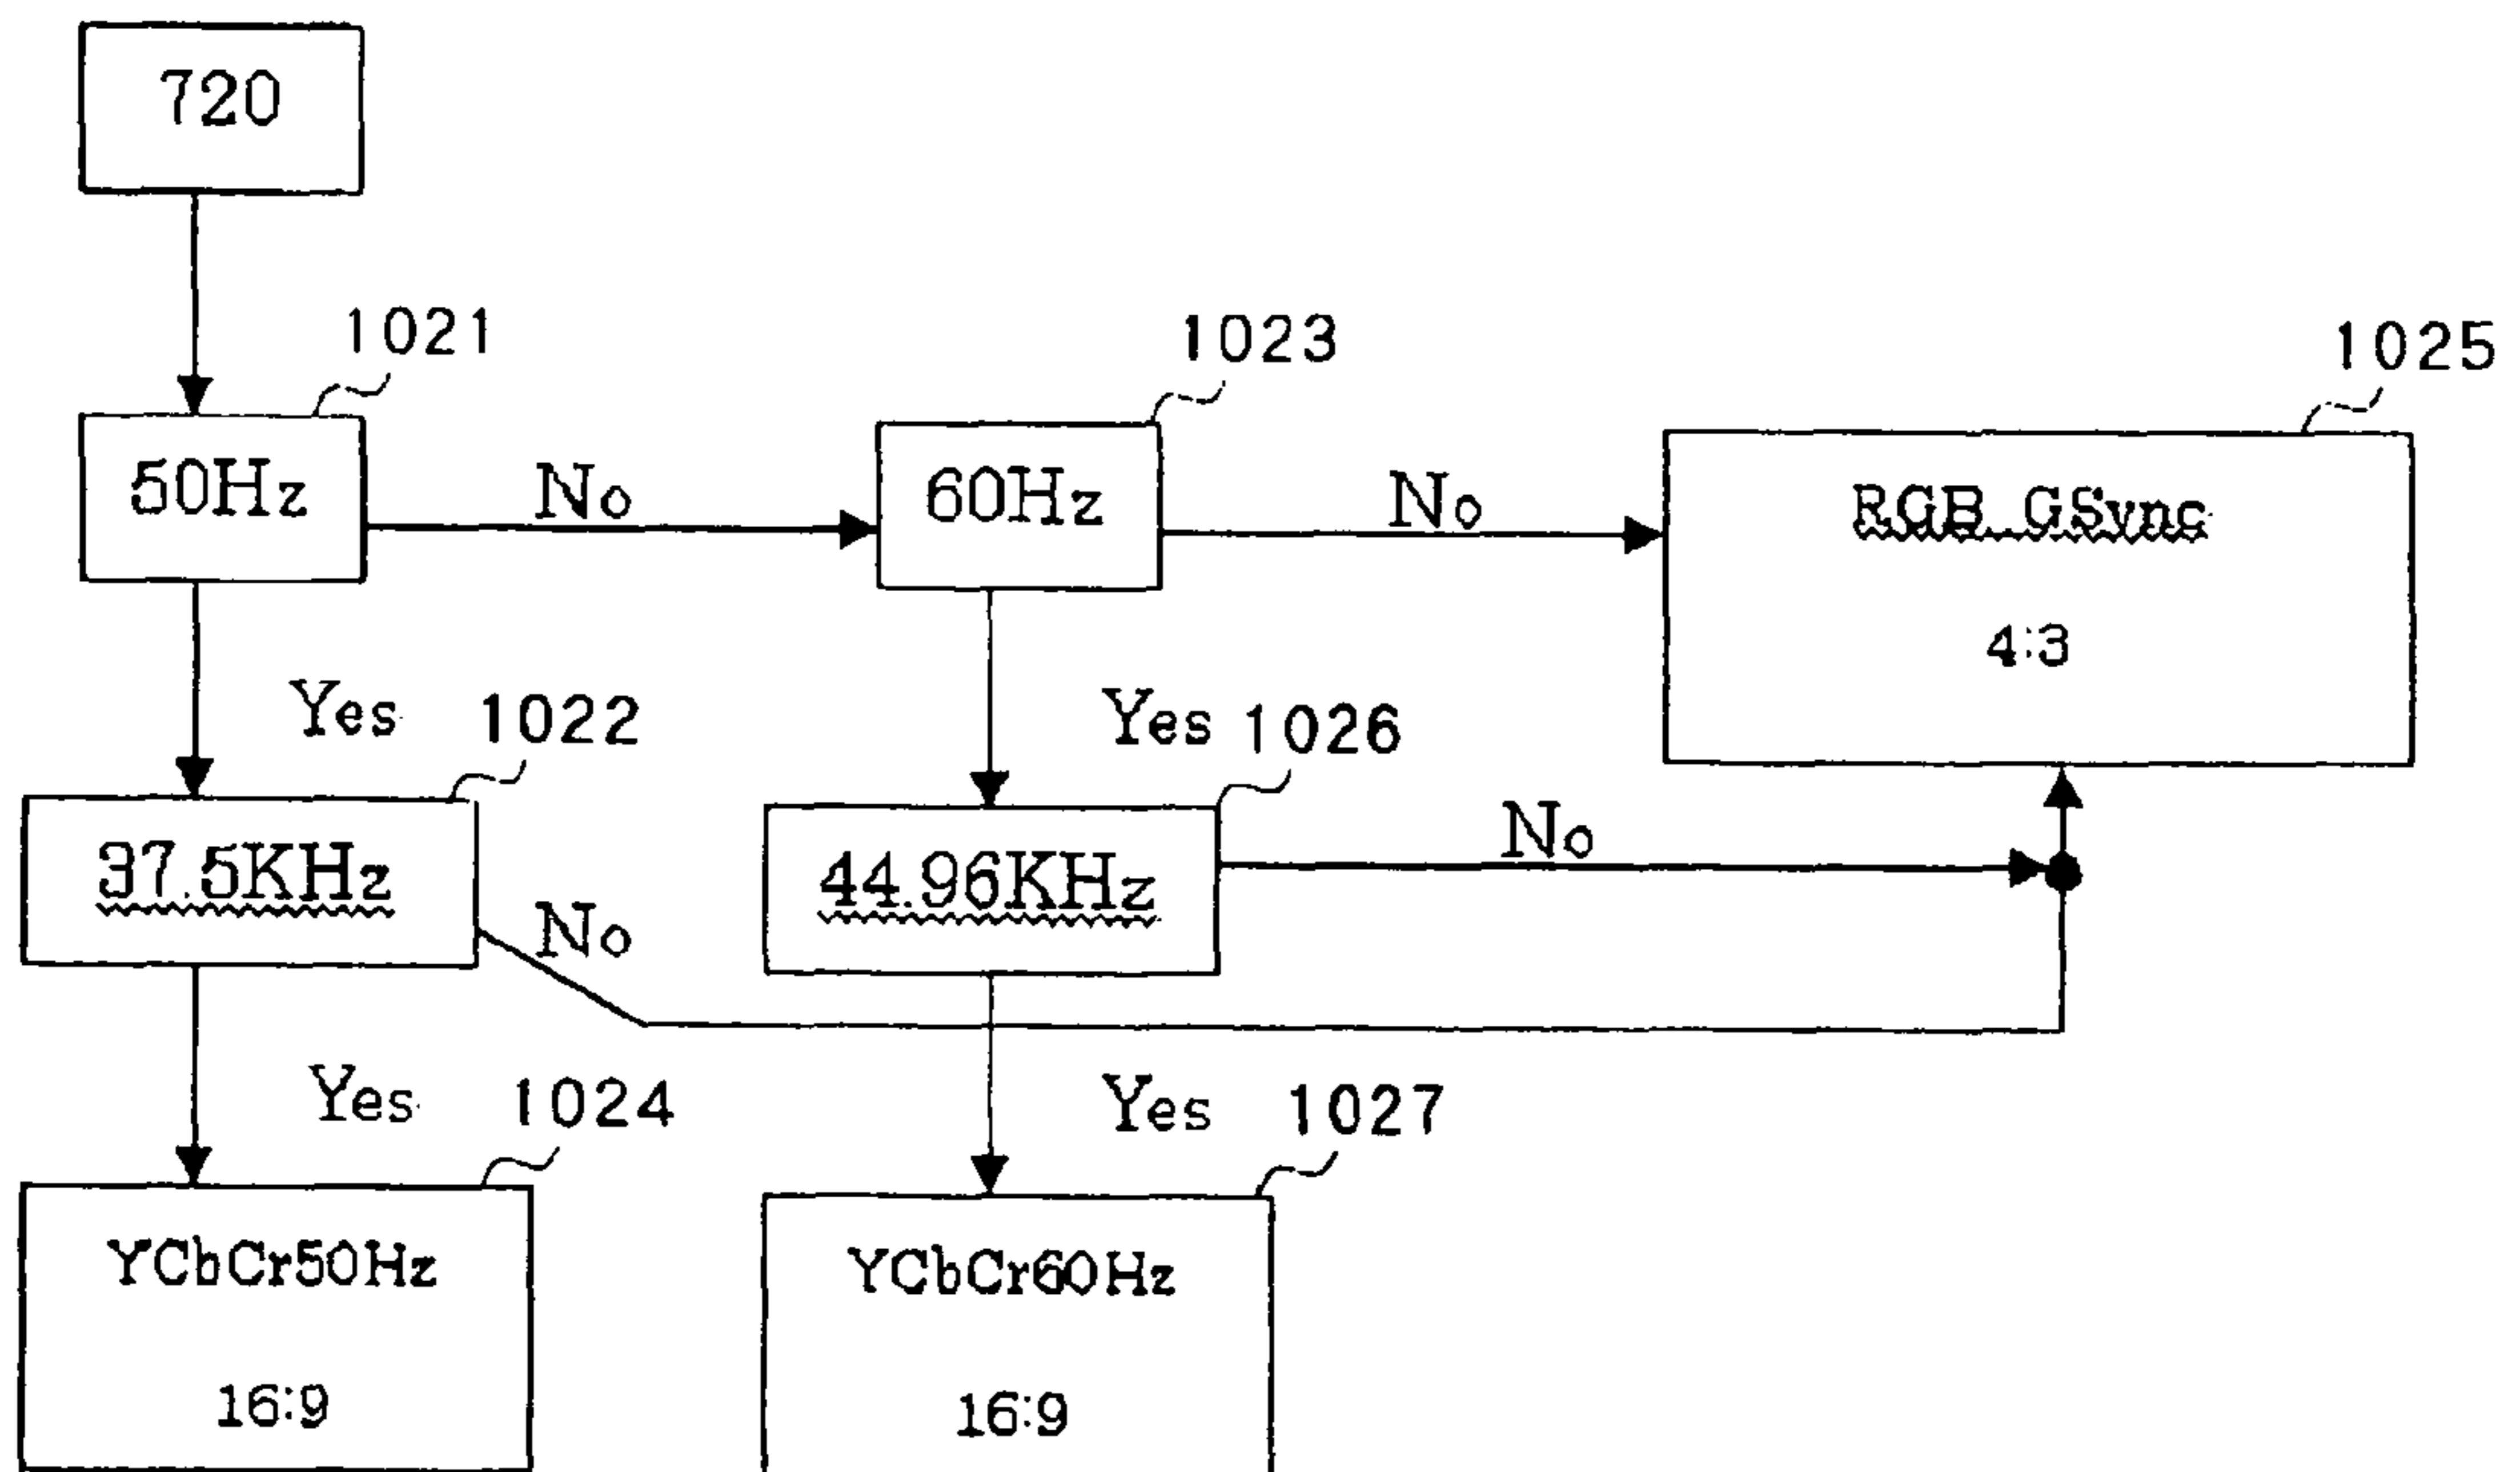 720
1021
1023
1025
50Hz
No
60Hz
No
RGB GSync
4:3
Yes
1022
Yes
1026
37.5KHz
No
44.96KHz
No
Yes
1024
Yes
1027
YCbCr50Hz
16:9
YCbCr60Hz
16:9